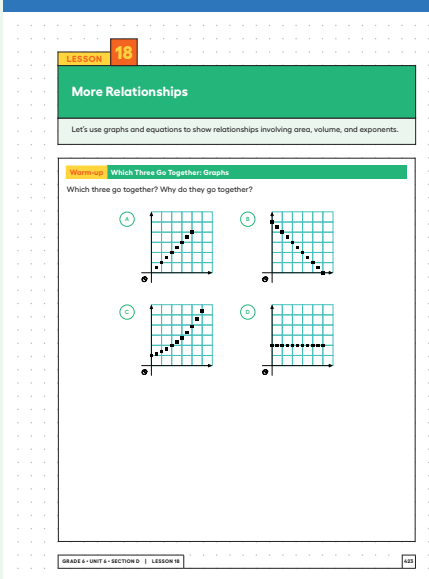 LESSON 18
More Relationships
Let's use graphs and equations to show relationships involving area, volume, and exponents.
Warm-up Which Three Go Together: Graphs
Which three go together? Why do they go together?
A B
C D
GRADE 6 • UNIT 6 • SECTION D | LESSON 18 423